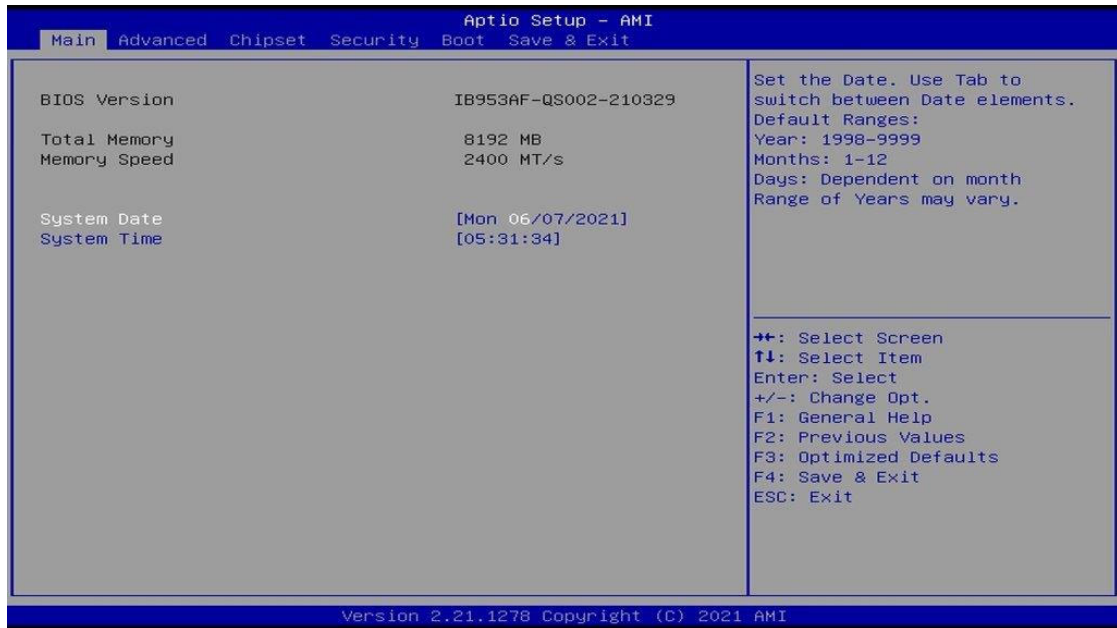 Aptio Setup - AMI
Main Advanced Chipset Security Boot Save & Exit
BIOS Version IB953AF-QS002-210329
Total Memory 8192 MB
Memory Speed 2400 MT/s
System Date [Mon 06/07/2021]
System Time [05:31:34]
Set the Date. Use Tab to
switch between Date elements.
Default Ranges:
Year: 1998-9999
Months: 1-12
Days: Dependent on month
Range of Years may vary.
→←: Select Screen
↑↓: Select Item
Enter: Select
+/-: Change Opt.
F1: General Help
F2: Previous Values
F3: Optimized Defaults
F4: Save & Exit
ESC: Exit
Version 2.21.1278 Copyright (C) 2021 AMI